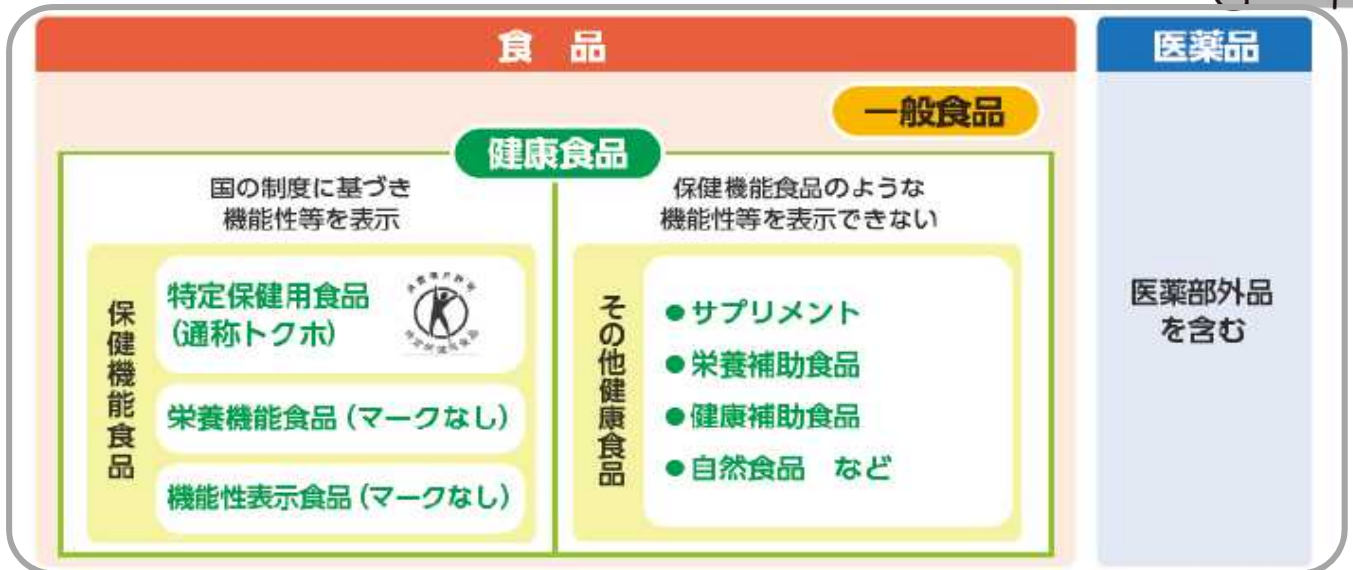 食 品
医薬品
一般食品
健康食品
国の制度に基づき
機能性等を表示
保健機能食品
特定保健用食品
(通称トクホ)
栄養機能食品(マークなし)
機能性表示食品(マークなし)
保健機能食品のような
機能性等を表示できない
その他健康食品
●サプリメント
●栄養補助食品
●健康補助食品
●自然食品 など
医薬部外品
を含む